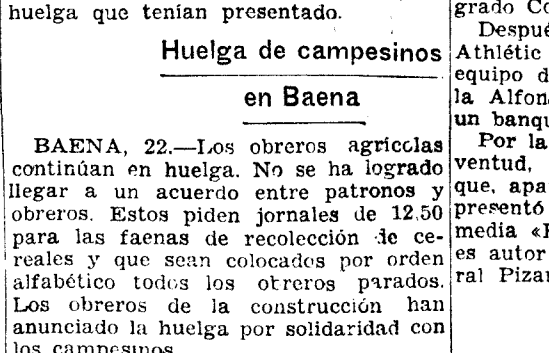 huelga que tenían presentado.
Huelga de campesinos
en Baena
BAENA, 22.—Los obreros agrícolas
continúan en huelga. No se ha logrado
llegar a un acuerdo entre patronos y
obreros. Estos piden jornales de 12,50
para las faenas de recolección de ce-
reales y que sean colocados por orden
alfabético todos los obreros parados.
Los obreros de la construcción han
anunciado la huelga por solidaridad con
los campesinos
grado Co
Despué
Athlétic
equipo d
la Alfon
un banqu
Por la
ventud,
que, apa
presentó
media «
es autor
ral Pizar